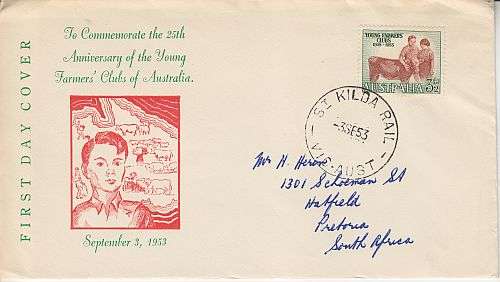 FIRST DAY COVER
To Commemorate the 25th
Anniversary of the Young
Farmers' Clubs of Australia.
September 3, 1953
YOUNG FARMERS'
CLUBS
1928-1953
3½D
AUSTRALIA
ST KILDA RAIL
-3SE53
VIC-AUST
Mr H.
1301 Schoeman St
Hatfield
Pretoria
South Africa